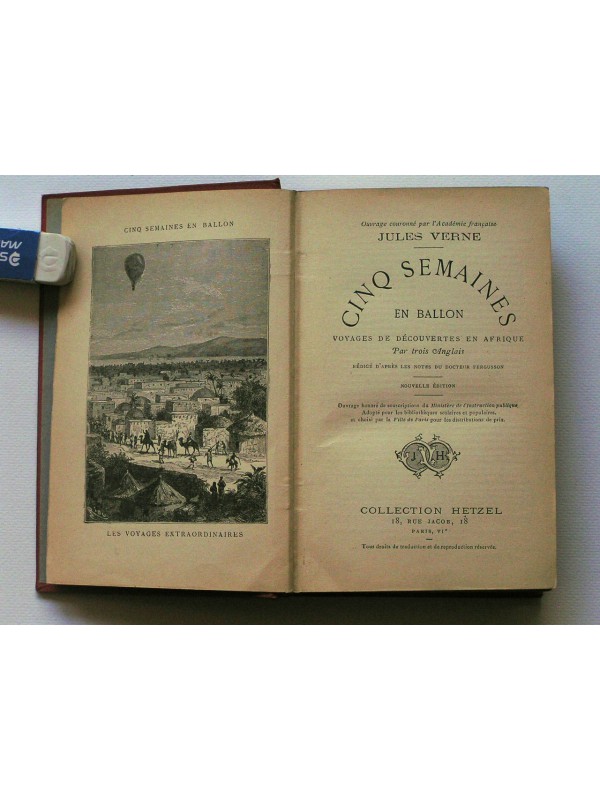 CINQ SEMAINES EN BALLON
LES VOYAGES EXTRAORDINAIRES
Ouvrage couronné par l'Académie française
JULES VERNE
CINQ SEMAINES
EN BALLON
VOYAGES DE DÉCOUVERTES EN AFRIQUE
Par trois Anglais
RÉDIGÉ D'APRÈS LES NOTES DU DOCTEUR FERGUSSON
NOUVELLE ÉDITION
Ouvrage honoré de souscriptions du Ministère de l'Instruction publique,
Adopté pour les bibliothèques scolaires et populaires,
et choisi par la Ville de Paris pour les distributions de prix.
J H
COLLECTION HETZEL
18, RUE JACOB, 18
PARIS, VIe
Tous droits de traduction et de reproduction réservés.